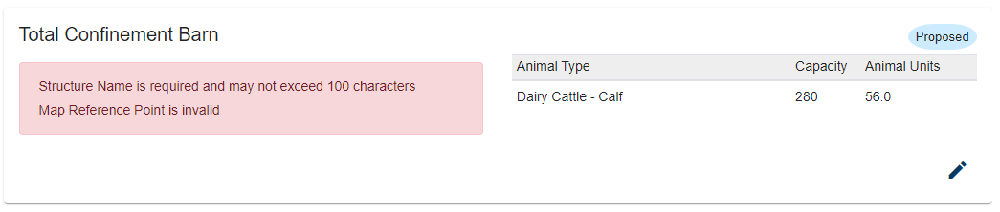 Total Confinement Barn
Proposed
Structure Name is required and may not exceed 100 characters
Map Reference Point is invalid
Animal Type Capacity Animal Units
Dairy Cattle - Calf 280 56.0